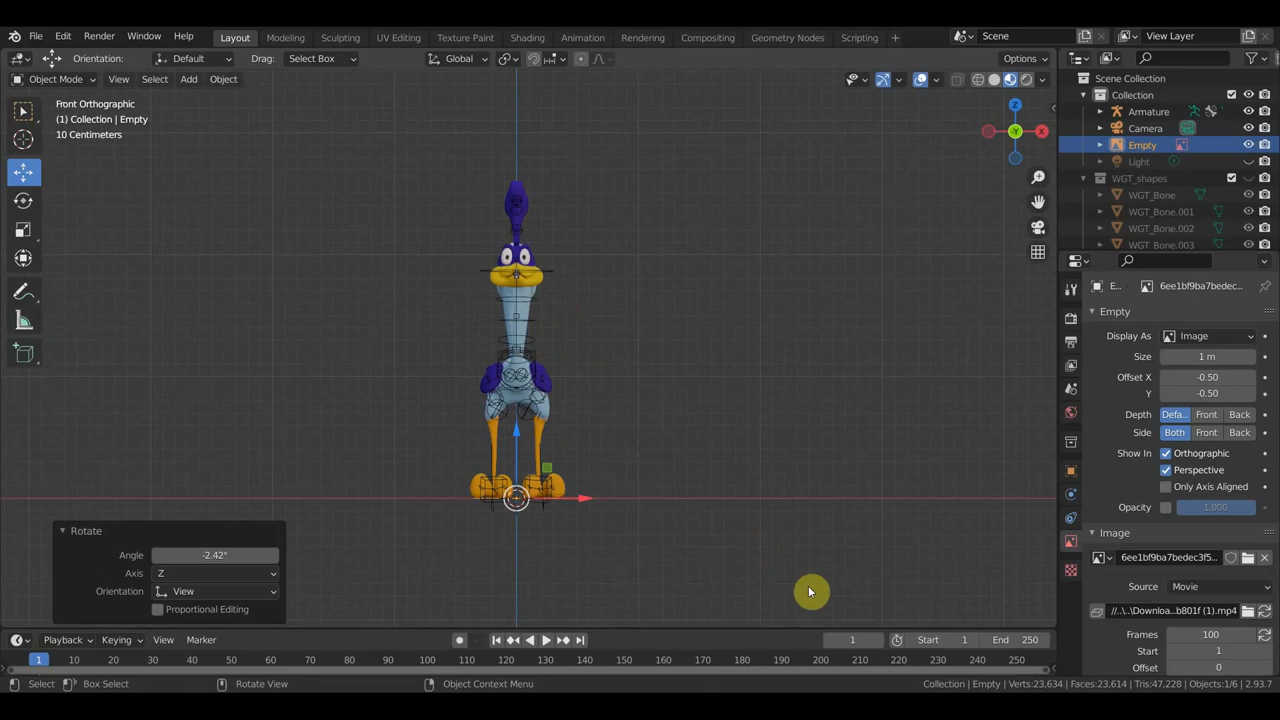 File Edit Render Window Help Layout Modeling Sculpting UV Editing Texture Paint Shading Animation Rendering Compositing Geometry Nodes Scripting + Scene View Layer
Orientation: Default Drag: Select Box Global Options
Object Mode View Select Add Object
Front Orthographic
(1) Collection | Empty
10 Centimeters
Z
-Y
X
Scene Collection
Collection
Armature
Camera
Empty
Light
WGT_shapes
WGT_Bone
WGT_Bone.001
WGT_Bone.002
WGT_Bone.003
E... 6ee1bf9ba7bedec...
Empty
Display As Image
Size 1 m
Offset X -0.50
Y -0.50
Depth Defa... Front Back
Side Both Front Back
Show In Orthographic
Perspective
Only Axis Aligned
Opacity 1.000
Image
6ee1bf9ba7bedec3f5...
Source Movie
//..\..\Downloa...b801f (1).mp4
Frames 100
Start 1
Offset 0
Rotate
Angle -2.42°
Axis Z
Orientation View
Proportional Editing
Playback Keying View Marker 1 Start 1 End 250
1 10 20 30 40 50 60 70 80 90 100 110 120 130 140 150 160 170 180 190 200 210 220 230 240 250
Select Box Select Rotate View Object Context Menu Collection | Empty | Verts:23,634 | Faces:23,614 | Tris:47,228 | Objects:1/6 | 2.93.7